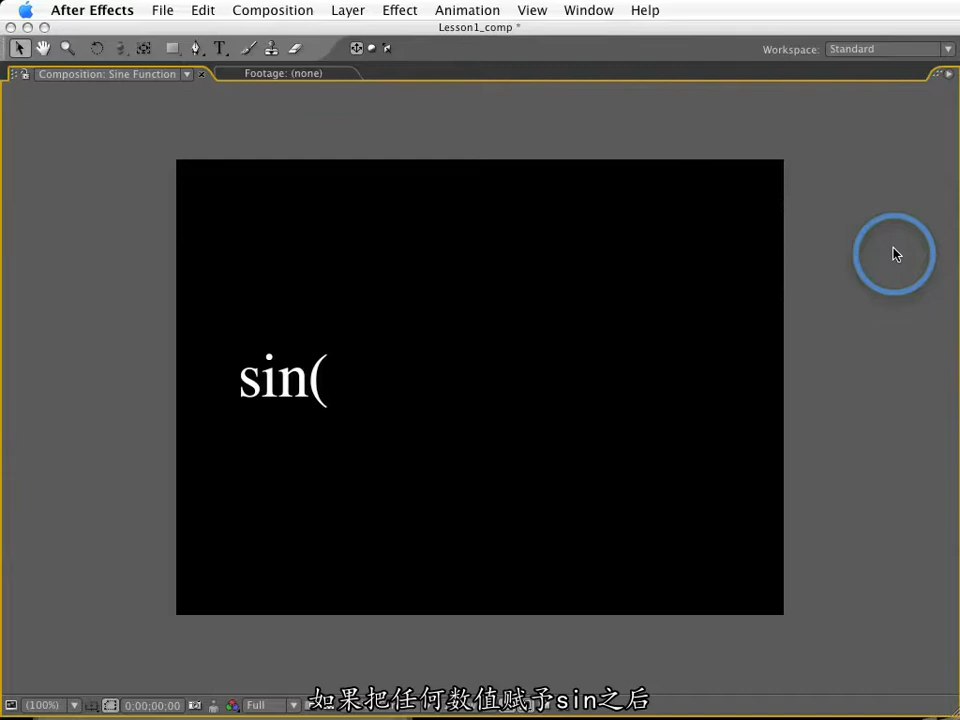 After Effects File Edit Composition Layer Effect Animation View Window Help
Lesson1_comp *
Workspace: Standard
Composition: Sine Function Footage: (none)
sin(
(100%) 0;00;00;00 Full
如果把任何数值赋予sin之后